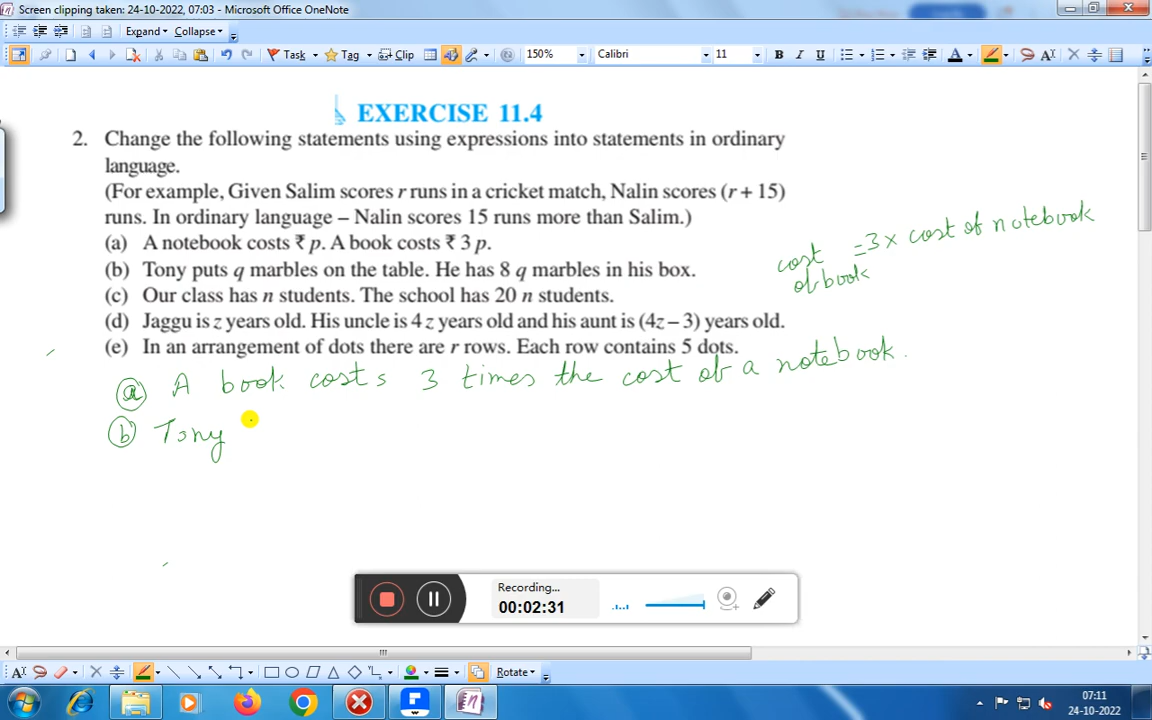 Screen clipping taken: 24-10-2022, 07:03 - Microsoft Office OneNote
Expand Collapse
Task Tag Clip 150% Calibri 11 B I U A
EXERCISE 11.4
2. Change the following statements using expressions into statements in ordinary
language.
(For example, Given Salim scores r runs in a cricket match, Nalin scores (r + 15)
runs. In ordinary language – Nalin scores 15 runs more than Salim.)
(a) A notebook costs ₹ p. A book costs ₹ 3 p.
(b) Tony puts q marbles on the table. He has 8 q marbles in his box.
(c) Our class has n students. The school has 20 n students.
(d) Jaggu is z years old. His uncle is 4 z years old and his aunt is (4z – 3) years old.
(e) In an arrangement of dots there are r rows. Each row contains 5 dots.
cost = 3 × cost of notebook
of book
(a) A book costs 3 times the cost of a notebook.
(b) Tony
Recording...
00:02:31
Rotate
07:11
24-10-2022